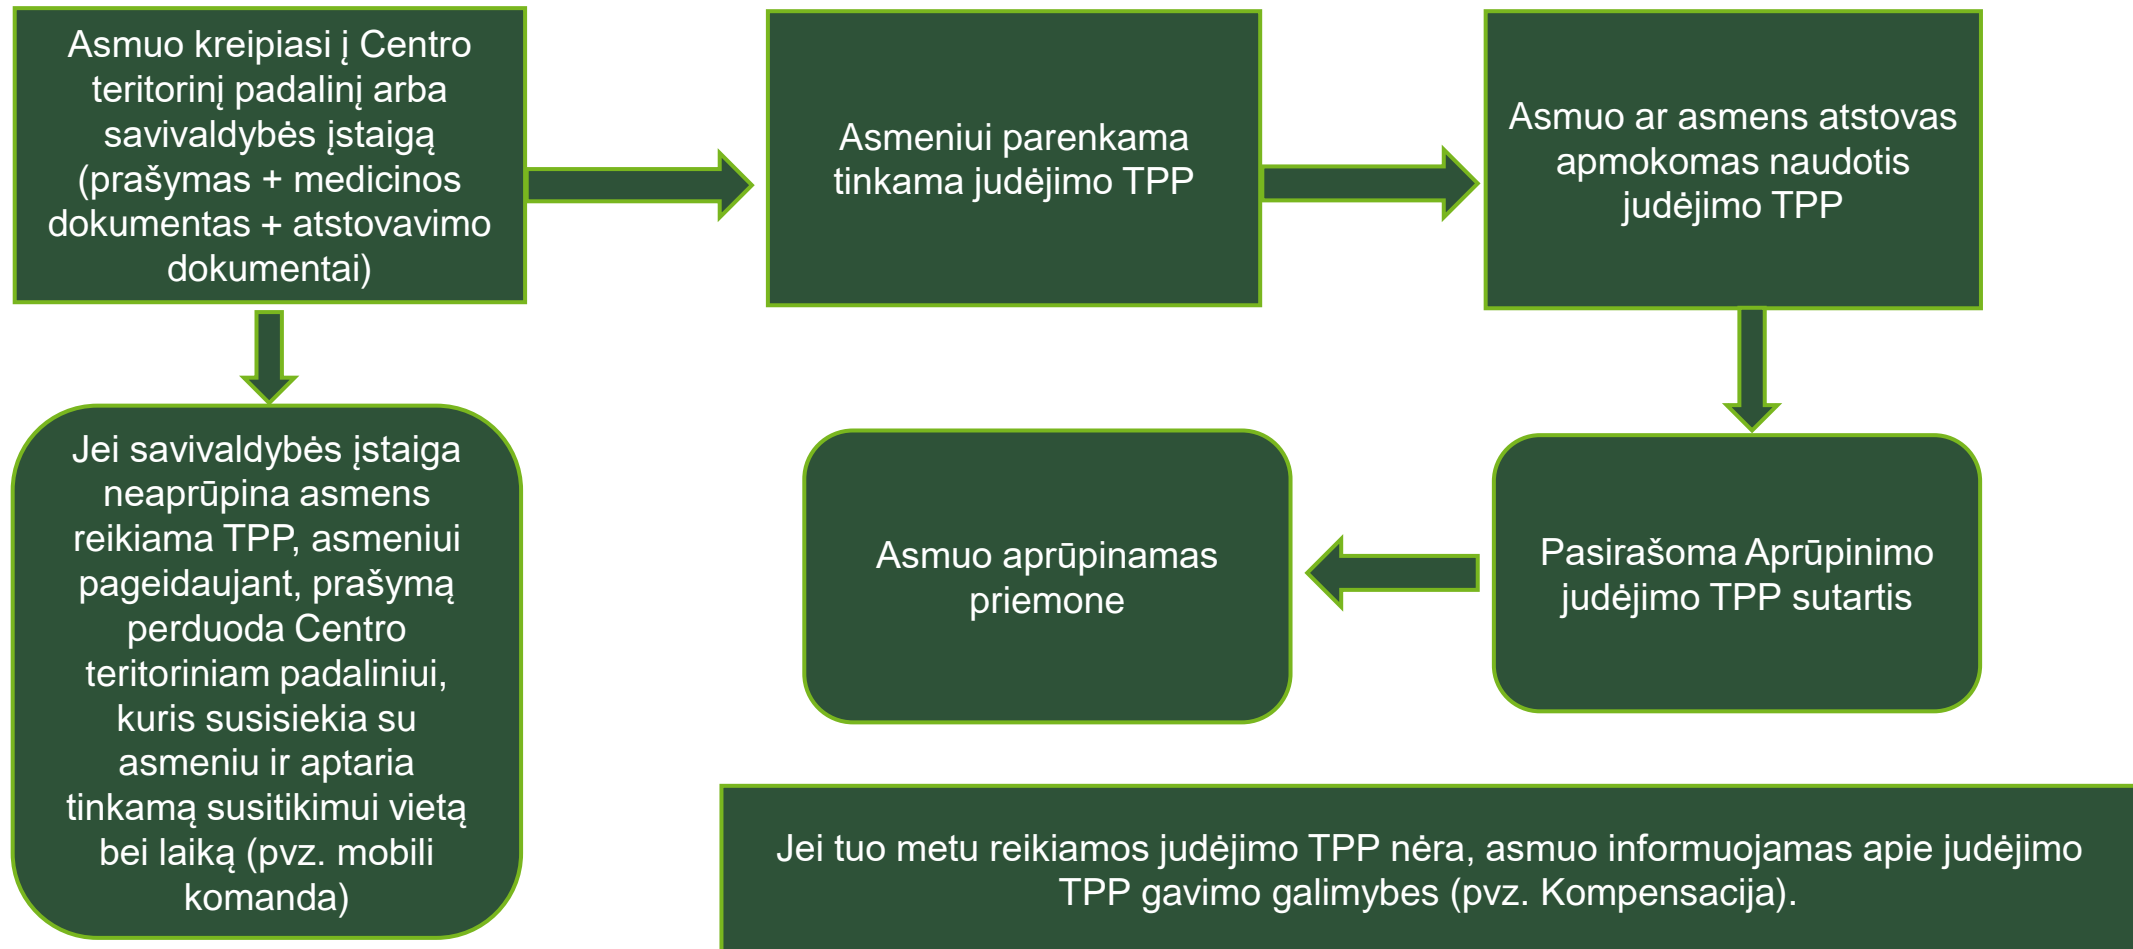 Asmuo kreipiasi į Centro
teritorinį padalinį arba
savivaldybės įstaigą
(prašymas + medicinos
dokumentas + atstovavimo
dokumentai)
Asmeniui parenkama
tinkama judėjimo TPP
Asmuo ar asmens atstovas
apmokomas naudotis
judėjimo TPP
Jei savivaldybės įstaiga
neaprūpina asmens
reikiama TPP, asmeniui
pageidaujant, prašymą
perduoda Centro
teritoriniam padaliniui,
kuris susisiekia su
asmeniu ir aptaria
tinkamą susitikimui vietą
bei laiką (pvz. mobili
komanda)
Asmuo aprūpinamas
priemone
Pasirašoma Aprūpinimo
judėjimo TPP sutartis
Jei tuo metu reikiamos judėjimo TPP nėra, asmuo informuojamas apie judėjimo
TPP gavimo galimybes (pvz. Kompensacija).